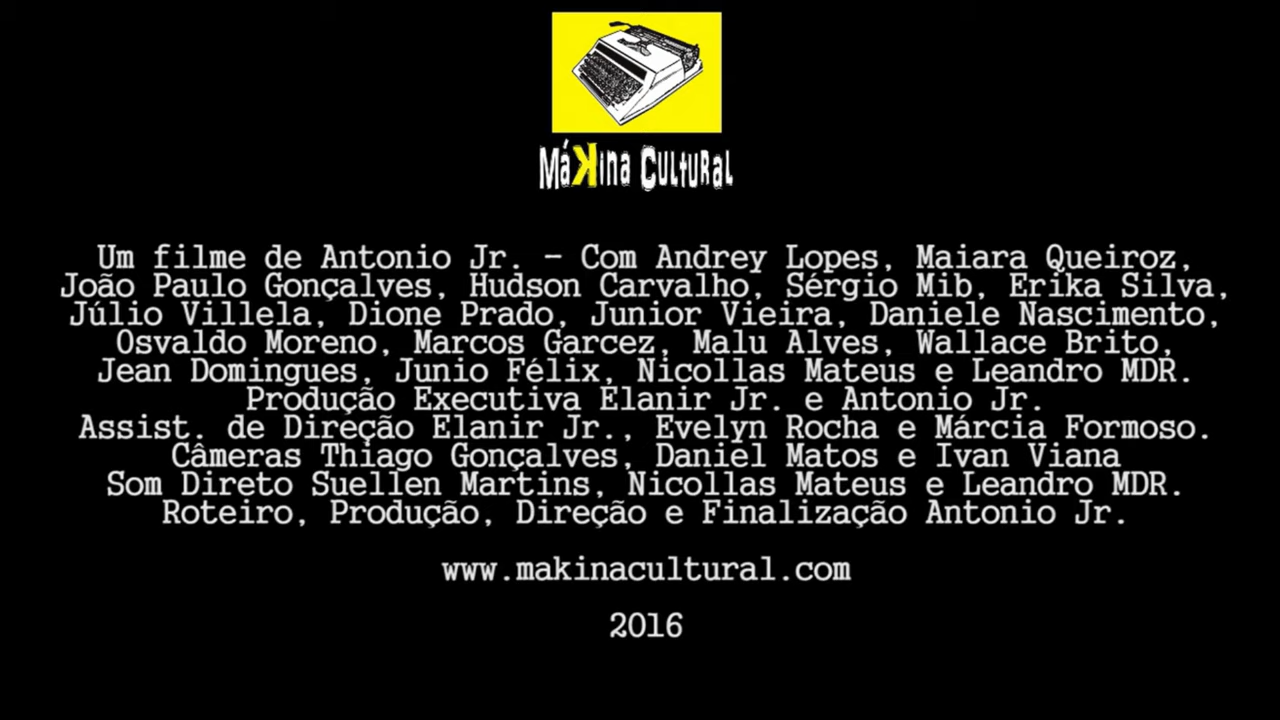 MáKina Cultural
Um filme de Antonio Jr. - Com Andrey Lopes, Maiara Queiroz,
João Paulo Gonçalves, Hudson Carvalho, Sérgio Mib, Erika Silva,
Júlio Villela, Dione Prado, Junior Vieira, Daniele Nascimento,
Osvaldo Moreno, Marcos Garcez, Malu Alves, Wallace Brito,
Jean Domingues, Junio Félix, Nicollas Mateus e Leandro MDR.
Produção Executiva Elanir Jr. e Antonio Jr.
Assist. de Direção Elanir Jr., Evelyn Rocha e Márcia Formoso.
Câmeras Thiago Gonçalves, Daniel Matos e Ivan Viana
Som Direto Suellen Martins, Nicollas Mateus e Leandro MDR.
Roteiro, Produção, Direção e Finalização Antonio Jr.
www.makinacultural.com
2016